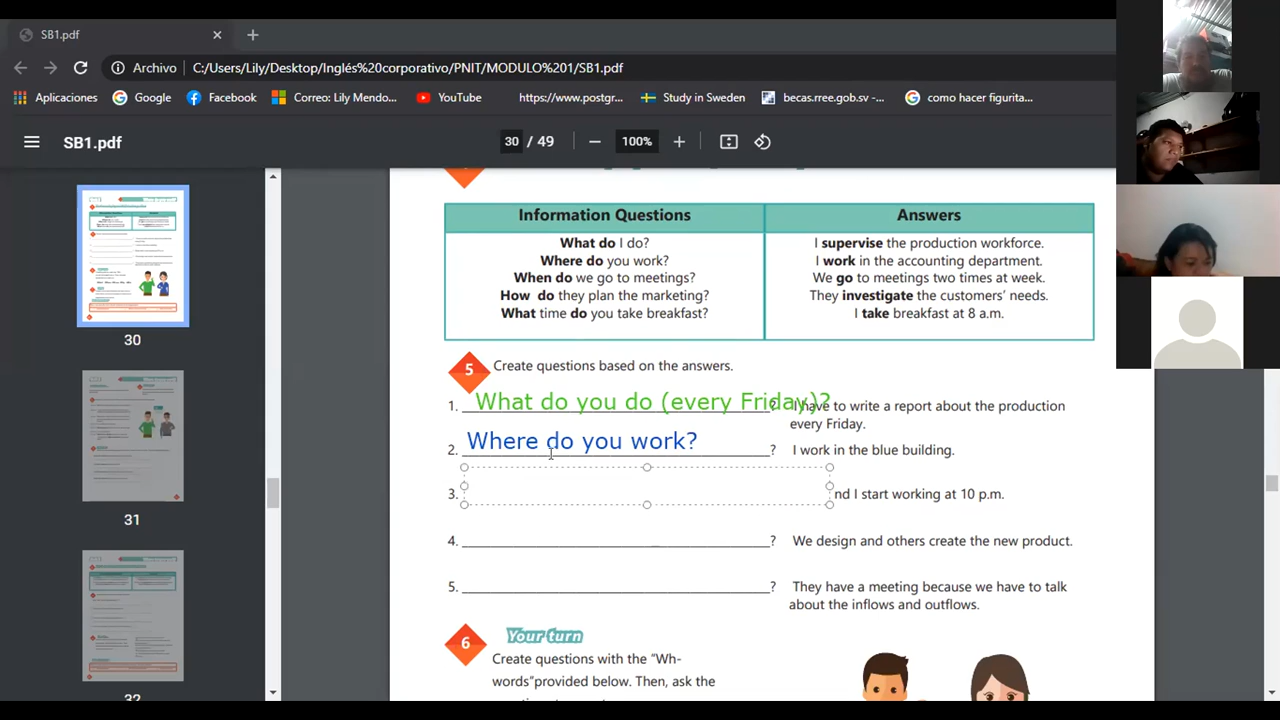 SB1.pdf
Archivo
C:/Users/Lily/Desktop/Inglés%20corporativo/PNIT/MODULO%201/SB1.pdf
Aplicaciones
Google
Facebook
Correo: Lily Mendo...
YouTube
https://www.postgr...
Study in Sweden
becas.rree.gob.sv -...
como hacer figurita...
SB1.pdf
30 / 49
100%
30
31
32
Information Questions
Answers
What do I do?
I supervise the production workforce.
Where do you work?
I work in the accounting department.
When do we go to meetings?
We go to meetings two times at week.
How do they plan the marketing?
They investigate the customers' needs.
What time do you take breakfast?
I take breakfast at 8 a.m.
5
Create questions based on the answers.
1. What do you do (every Friday)? ? I have to write a report about the production
every Friday.
2. Where do you work? ? I work in the blue building.
3. nd I start working at 10 p.m.
4. ? We design and others create the new product.
5. ? They have a meeting because we have to talk
about the inflows and outflows.
6
Your turn
Create questions with the "Wh-
words"provided below. Then, ask the